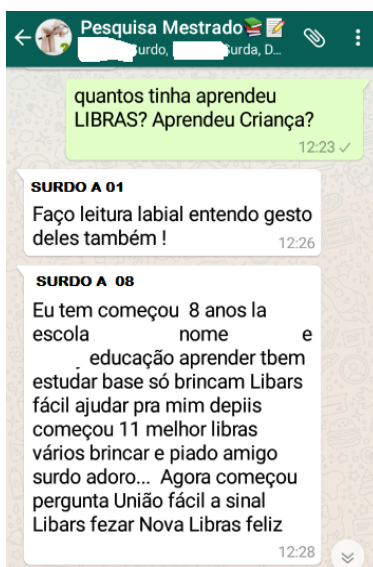 Pesquisa Mestrado📚📝
Surdo, Surda, D...
quantos tinha aprendeu
LIBRAS? Aprendeu Criança?
12:23
SURDO A 01
Faço leitura labial entendo gesto
deles também !
12:26
SURDO A 08
Eu tem começou 8 anos la
escola nome e
educação aprender tbem
estudar base só brincam Libars
fácil ajudar pra mim depiis
começou 11 melhor libras
vários brincar e piado amigo
surdo adoro... Agora começou
pergunta União fácil a sinal
Libars fezar Nova Libras feliz
12:28